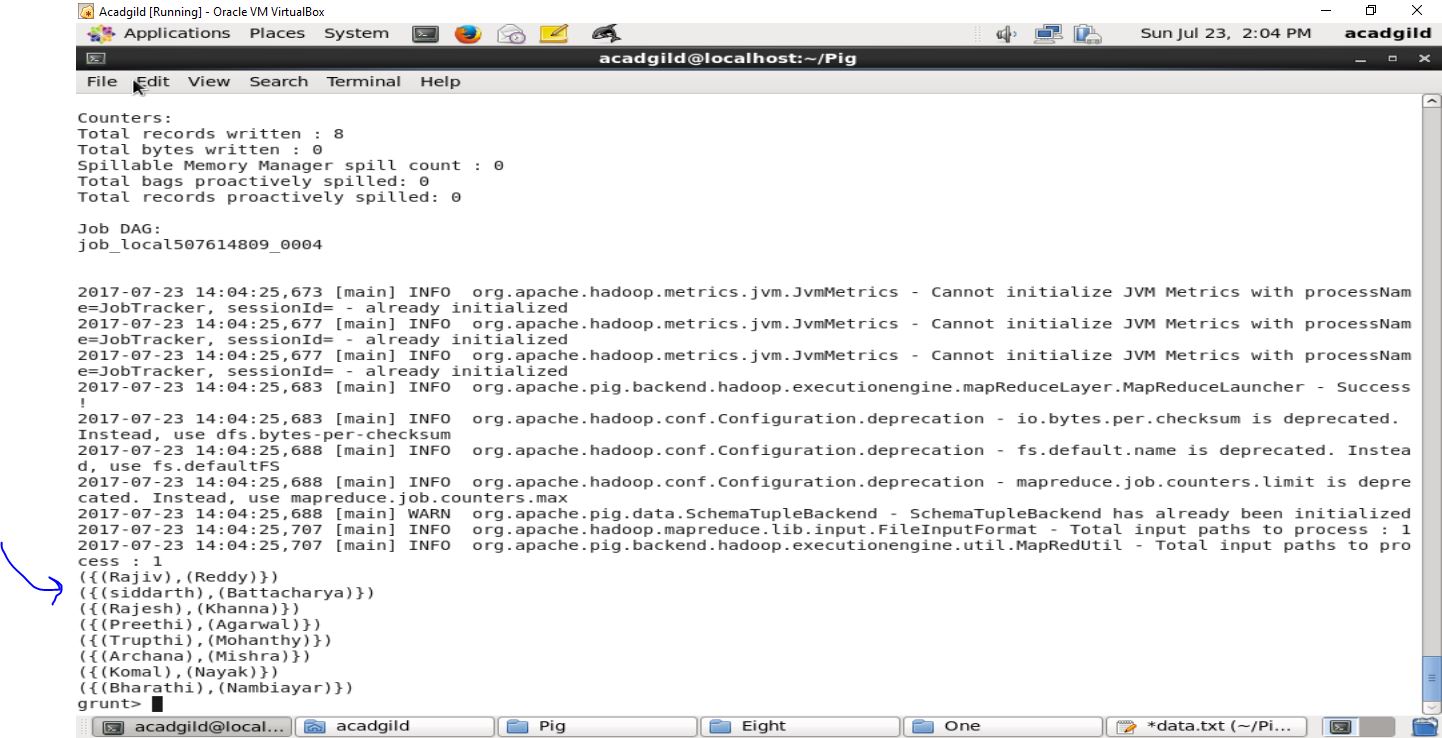 Acadgild [Running] - Oracle VM VirtualBox
Applications Places System Sun Jul 23, 2:04 PM acadgild
acadgild@localhost:~/Pig
File Edit View Search Terminal Help
Counters:
Total records written : 8
Total bytes written : 0
Spillable Memory Manager spill count : 0
Total bags proactively spilled: 0
Total records proactively spilled: 0
Job DAG:
job_local507614809_0004
2017-07-23 14:04:25,673 [main] INFO  org.apache.hadoop.metrics.jvm.JvmMetrics - Cannot initialize JVM Metrics with processNam
e=JobTracker, sessionId= - already initialized
2017-07-23 14:04:25,677 [main] INFO  org.apache.hadoop.metrics.jvm.JvmMetrics - Cannot initialize JVM Metrics with processNam
e=JobTracker, sessionId= - already initialized
2017-07-23 14:04:25,677 [main] INFO  org.apache.hadoop.metrics.jvm.JvmMetrics - Cannot initialize JVM Metrics with processNam
e=JobTracker, sessionId= - already initialized
2017-07-23 14:04:25,683 [main] INFO  org.apache.pig.backend.hadoop.executionengine.mapReduceLayer.MapReduceLauncher - Success
!
2017-07-23 14:04:25,683 [main] INFO  org.apache.hadoop.conf.Configuration.deprecation - io.bytes.per.checksum is deprecated.
Instead, use dfs.bytes-per-checksum
2017-07-23 14:04:25,688 [main] INFO  org.apache.hadoop.conf.Configuration.deprecation - fs.default.name is deprecated. Instea
d, use fs.defaultFS
2017-07-23 14:04:25,688 [main] INFO  org.apache.hadoop.conf.Configuration.deprecation - mapreduce.job.counters.limit is depre
cated. Instead, use mapreduce.job.counters.max
2017-07-23 14:04:25,688 [main] WARN  org.apache.pig.data.SchemaTupleBackend - SchemaTupleBackend has already been initialized
2017-07-23 14:04:25,707 [main] INFO  org.apache.hadoop.mapreduce.lib.input.FileInputFormat - Total input paths to process : 1
2017-07-23 14:04:25,707 [main] INFO  org.apache.pig.backend.hadoop.executionengine.util.MapRedUtil - Total input paths to pro
cess : 1
({(Rajiv),(Reddy)})
({(siddarth),(Battacharya)})
({(Rajesh),(Khanna)})
({(Preethi),(Agarwal)})
({(Trupthi),(Mohanthy)})
({(Archana),(Mishra)})
({(Komal),(Nayak)})
({(Bharathi),(Nambiayar)})
grunt>
acadgild@local... acadgild Pig Eight One *data.txt (~/Pi...